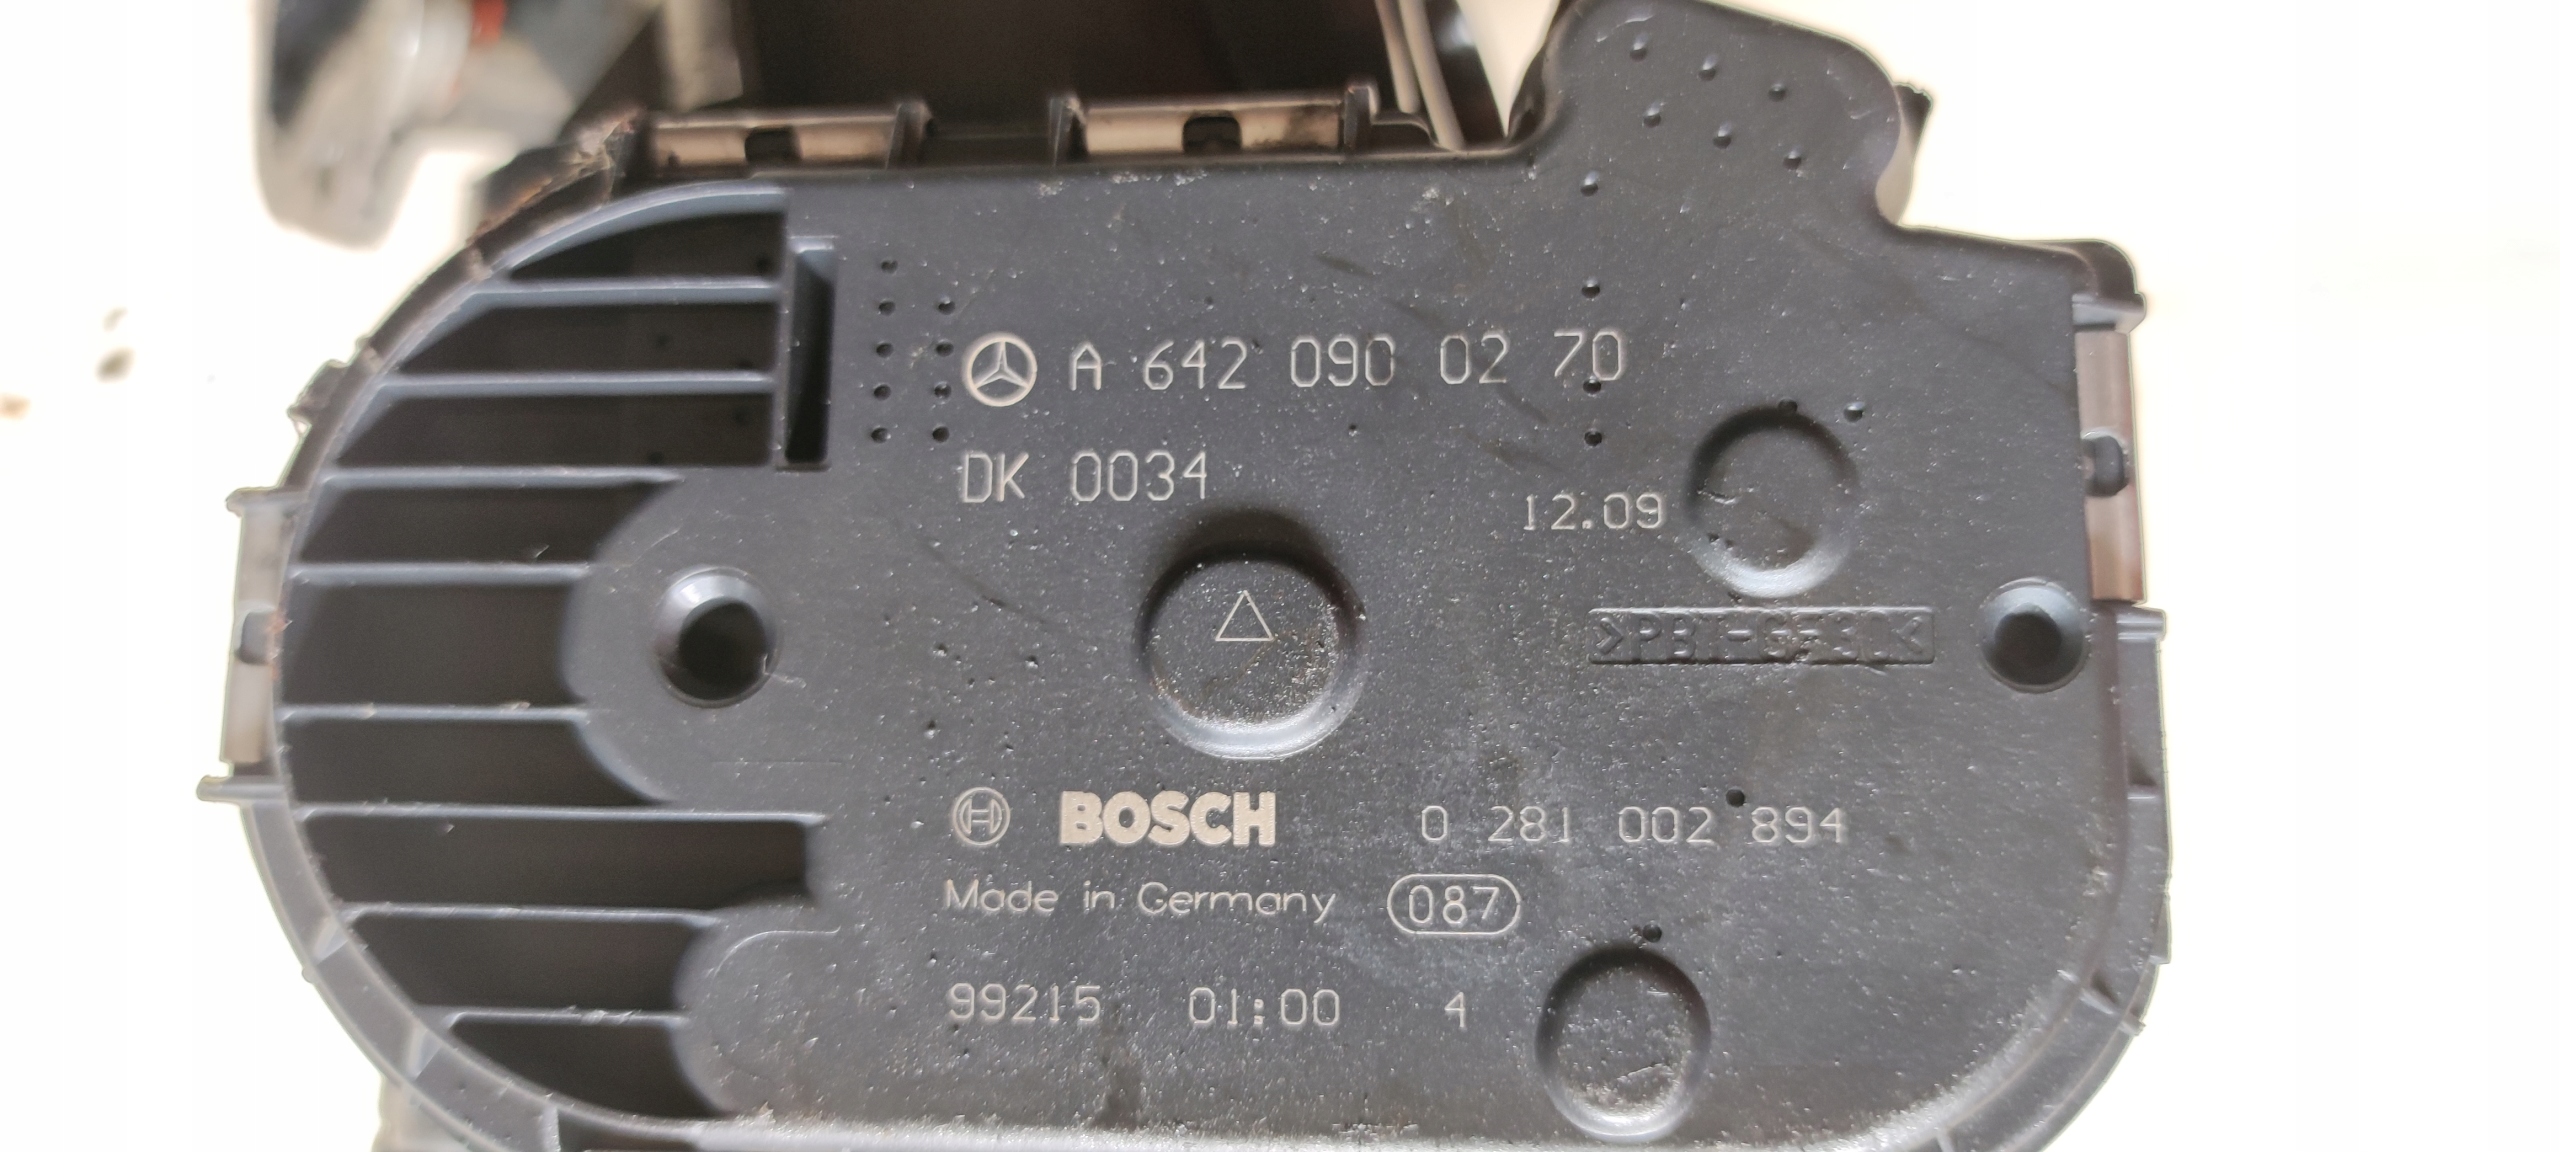 A 642 090 02 70
DK 0034
12.09
>PBT-GF30<
BOSCH 0 281 002 894
Made in Germany 087
99215 01:00 4